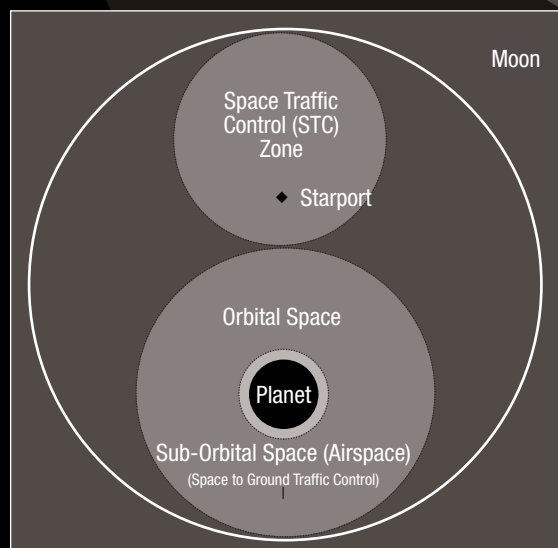 Moon
Space Traffic
Control (STC)
Zone
Starport
Orbital Space
Planet
Sub-Orbital Space (Airspace)
(Space to Ground Traffic Control)